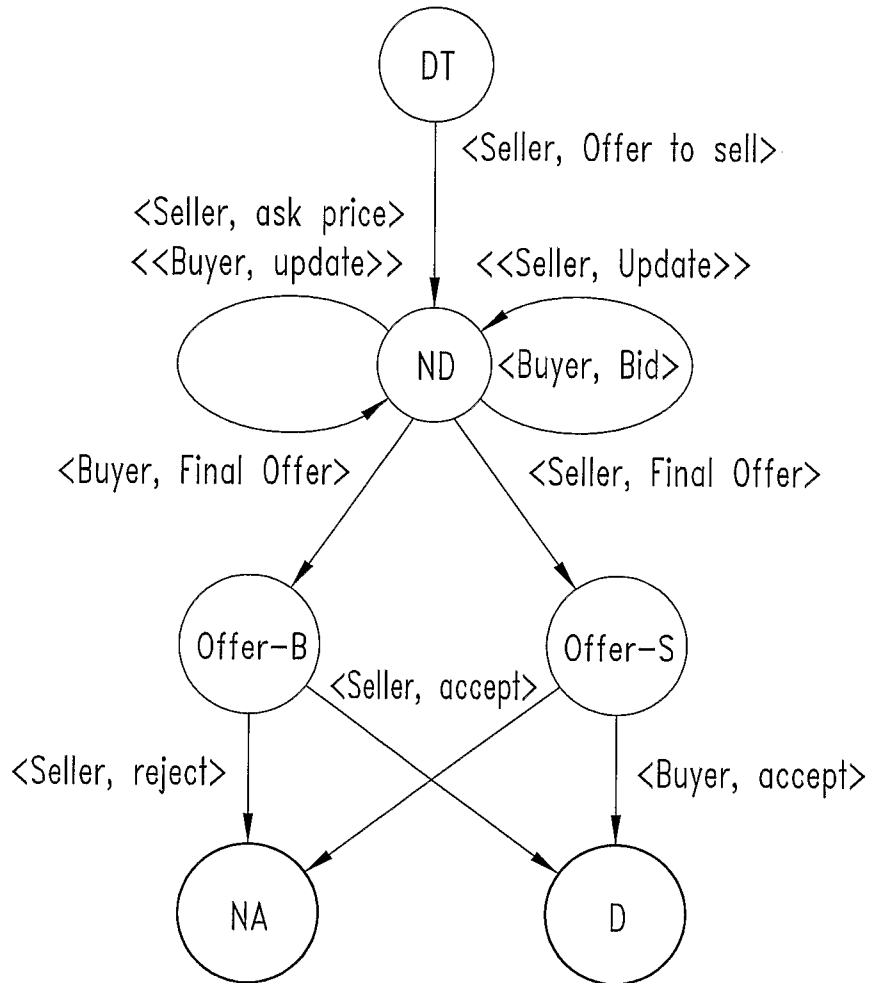 DT
<Seller, Offer to sell>
<Seller, ask price>
<<Buyer, update>>
<<Seller, Update>>
ND
<Buyer, Bid>
<Buyer, Final Offer>
<Seller, Final Offer>
Offer-B
Offer-S
<Seller, accept>
<Seller, reject>
<Buyer, accept>
NA
D